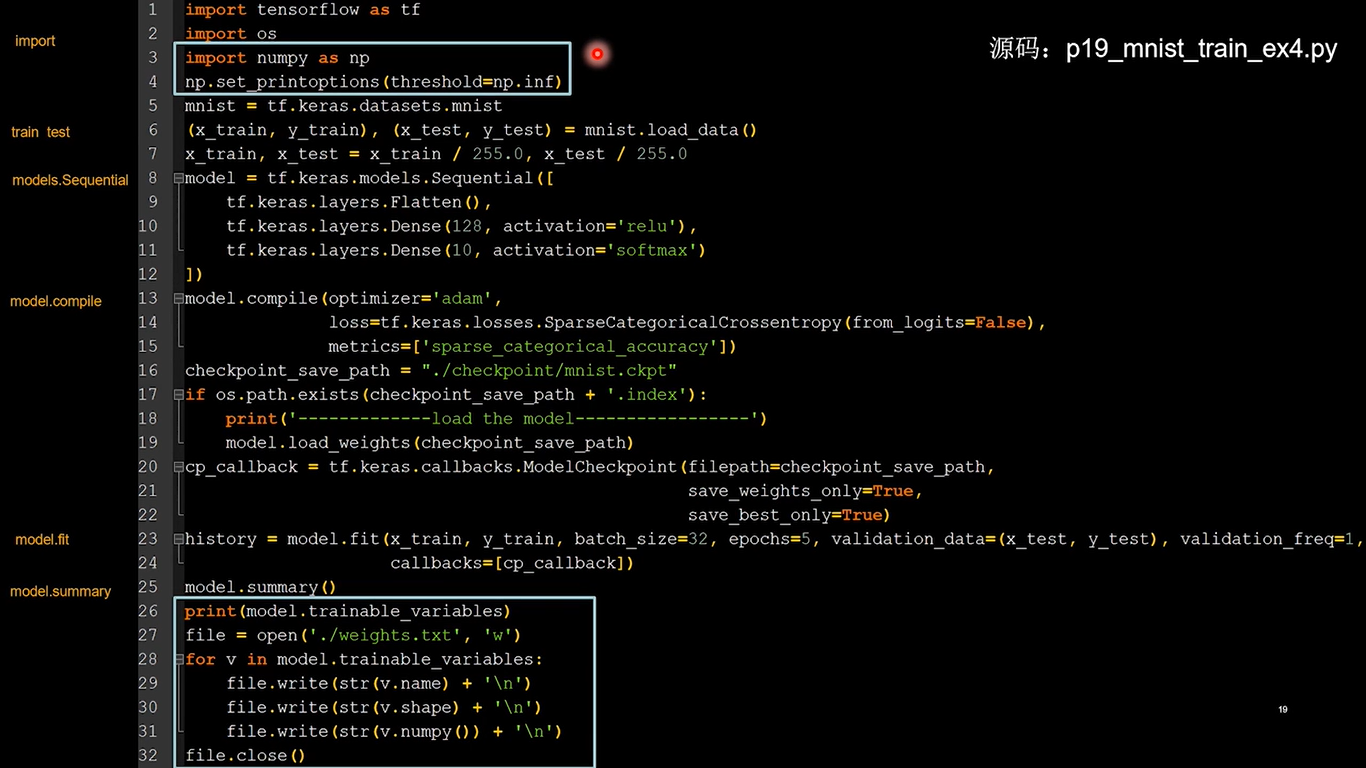 源码：p19_mnist_train_ex4.py
import
train test
models.Sequential
model.compile
model.fit
model.summary
1 import tensorflow as tf
2 import os
3 import numpy as np
4 np.set_printoptions(threshold=np.inf)
5 mnist = tf.keras.datasets.mnist
6 (x_train, y_train), (x_test, y_test) = mnist.load_data()
7 x_train, x_test = x_train / 255.0, x_test / 255.0
8 model = tf.keras.models.Sequential([
9     tf.keras.layers.Flatten(),
10     tf.keras.layers.Dense(128, activation='relu'),
11     tf.keras.layers.Dense(10, activation='softmax')
12 ])
13 model.compile(optimizer='adam',
14               loss=tf.keras.losses.SparseCategoricalCrossentropy(from_logits=False),
15               metrics=['sparse_categorical_accuracy'])
16 checkpoint_save_path = "./checkpoint/mnist.ckpt"
17 if os.path.exists(checkpoint_save_path + '.index'):
18     print('-------------load the model-----------------')
19     model.load_weights(checkpoint_save_path)
20 cp_callback = tf.keras.callbacks.ModelCheckpoint(filepath=checkpoint_save_path,
21                                                  save_weights_only=True,
22                                                  save_best_only=True)
23 history = model.fit(x_train, y_train, batch_size=32, epochs=5, validation_data=(x_test, y_test), validation_freq=1,
24                     callbacks=[cp_callback])
25 model.summary()
26 print(model.trainable_variables)
27 file = open('./weights.txt', 'w')
28 for v in model.trainable_variables:
29     file.write(str(v.name) + '\n')
30     file.write(str(v.shape) + '\n')
31     file.write(str(v.numpy()) + '\n')
32 file.close()
19